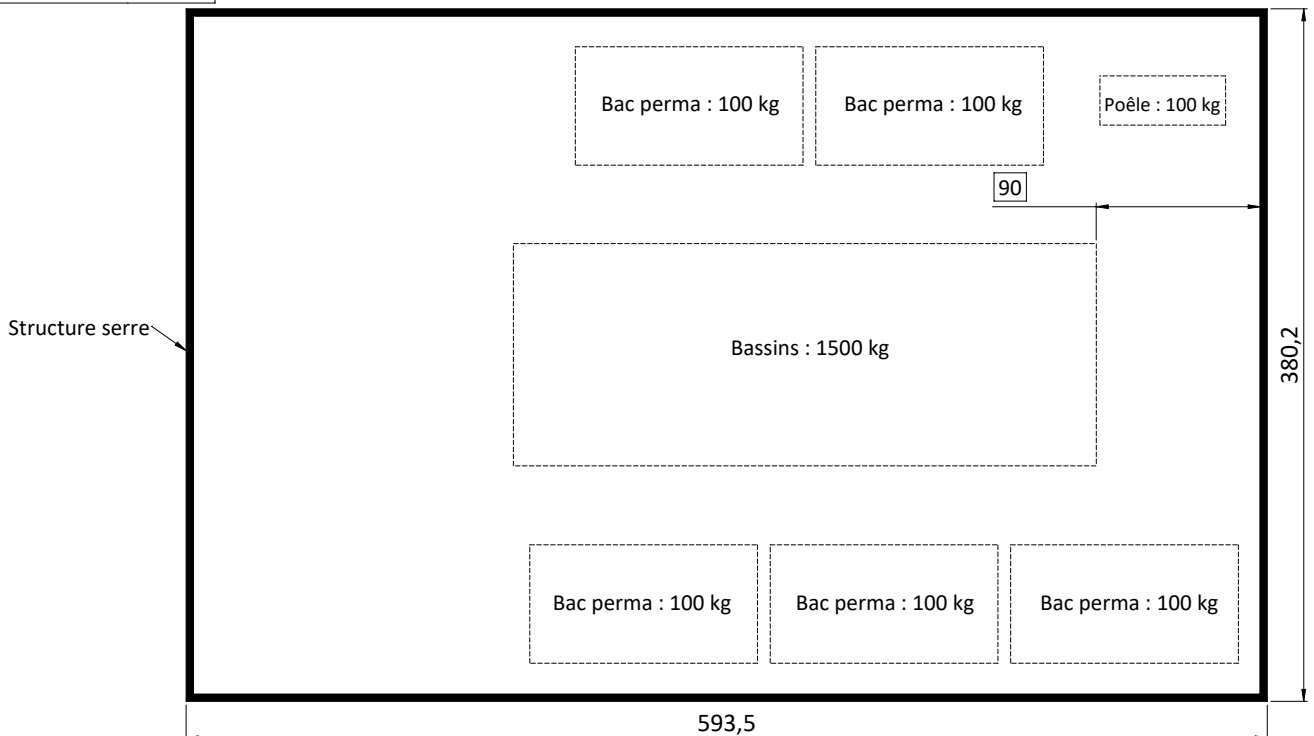 Bac perma : 100 kg
Bac perma : 100 kg
Poêle : 100 kg
90
Structure serre
Bassins : 1500 kg
380,2
Bac perma : 100 kg
Bac perma : 100 kg
Bac perma : 100 kg
593,5